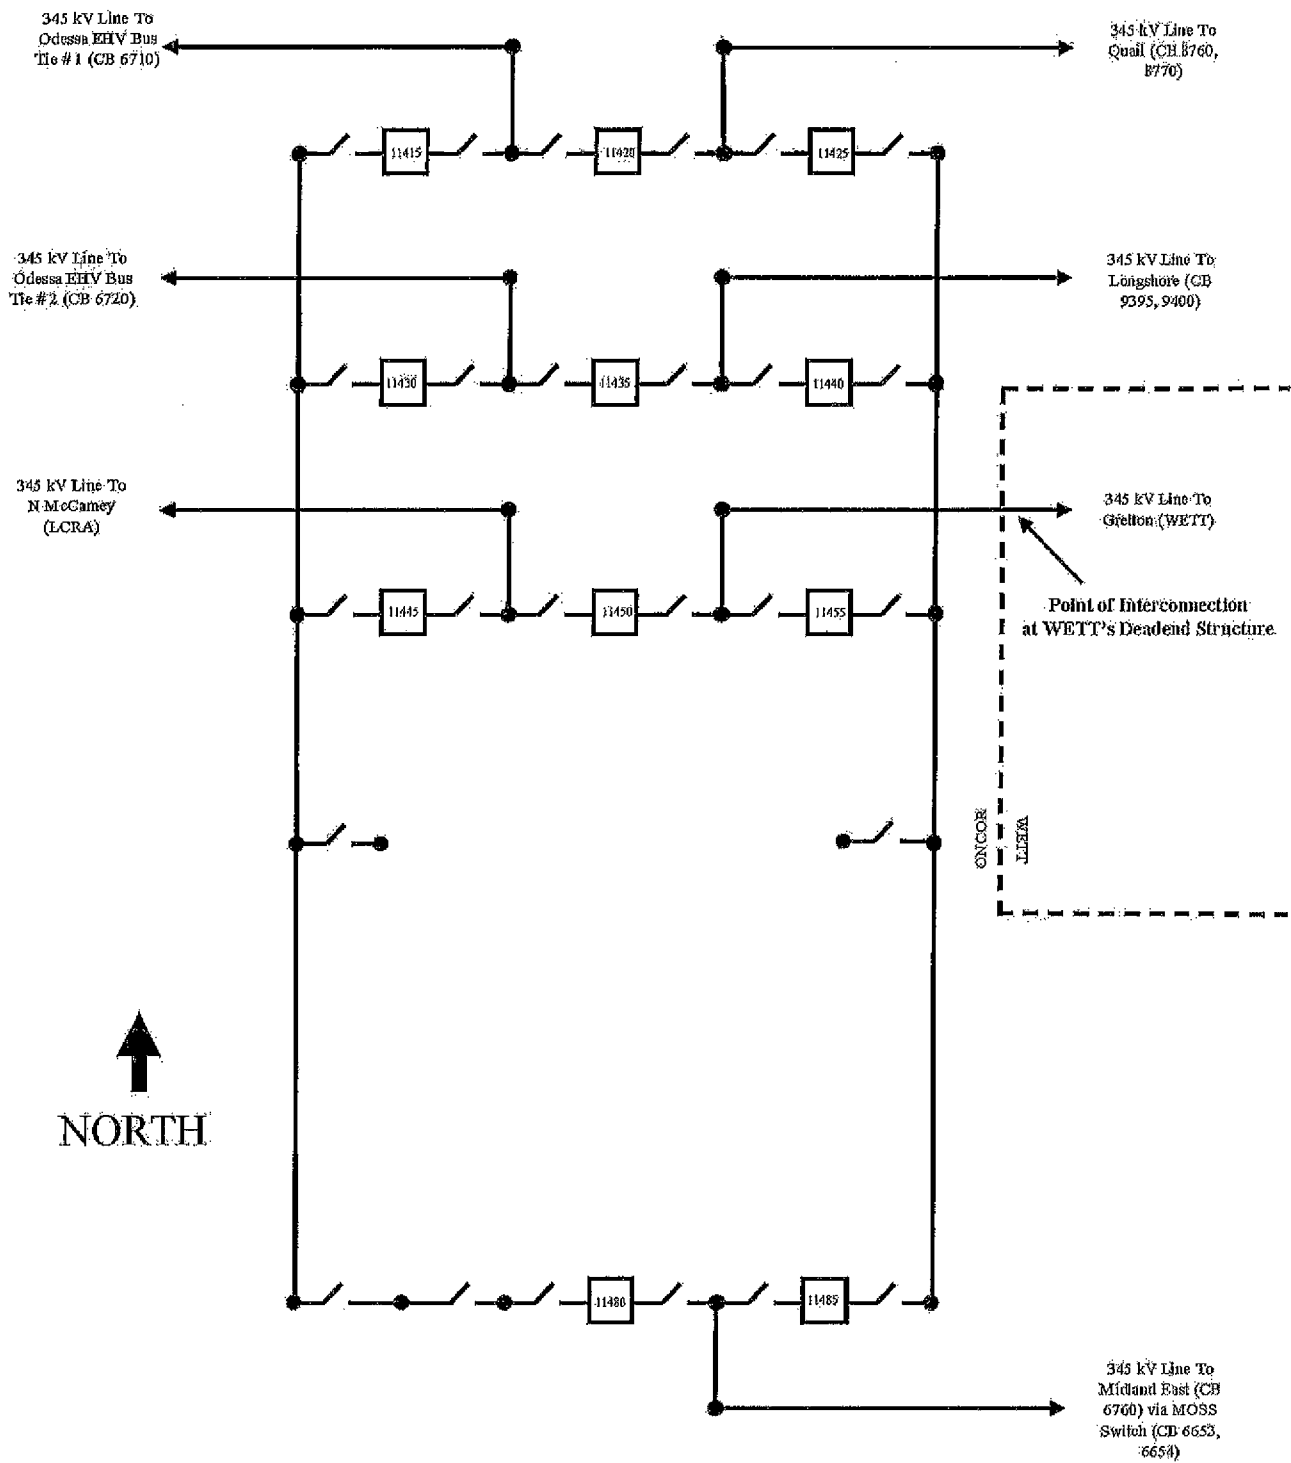 345 kV Line To
Odessa EHV Bus
Tie #1 (CB 6710)
345 kV Line To
Quail (CB 8760,
8770)
11415
11420
11425
345 kV Line To
Odessa EHV Bus
Tie #2 (CB 6720)
345 kV Line To
Longshore (CB
9395, 9400)
11430
11435
11440
345 kV Line To
N McCamey
(LCRA)
345 kV Line To
Grelton (WETT)
11445
11450
11455
Point of Interconnection
at WETT's Deadend Structure
ONCOR
WETT
NORTH
11480
11485
345 kV Line To
Midland East (CB
6760) via MOSS
Switch (CB 6653,
6654)